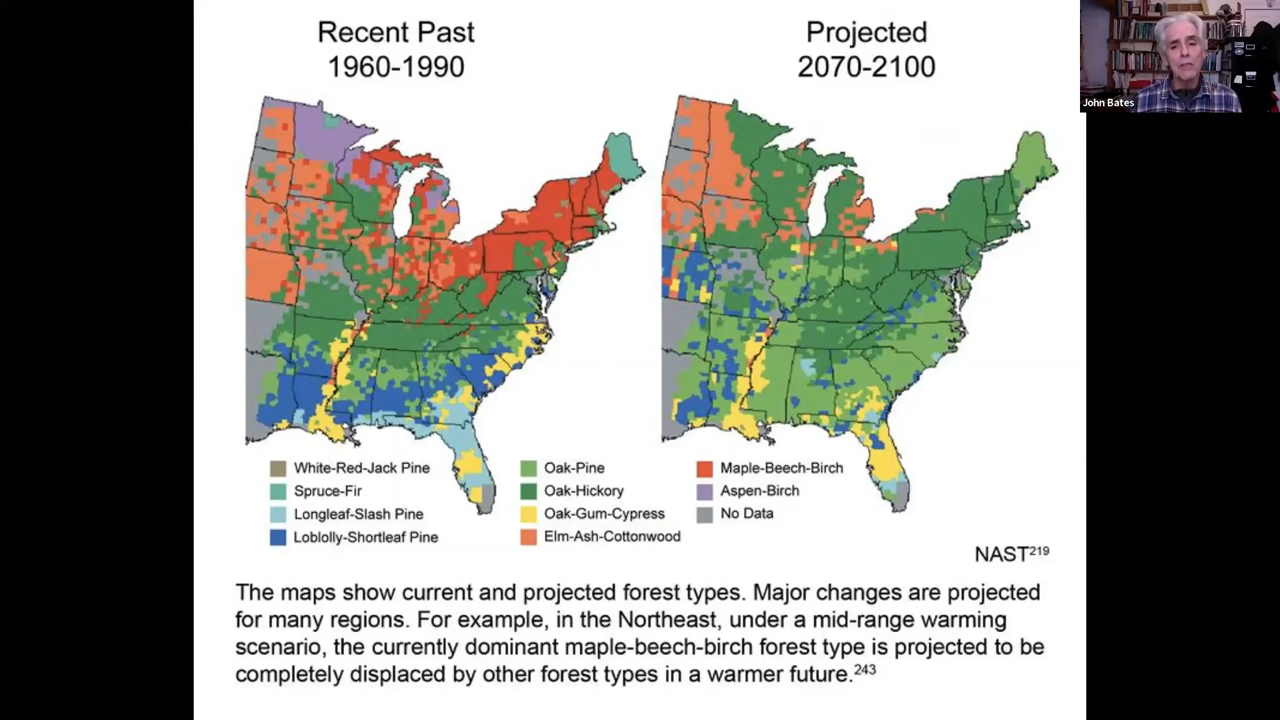 Recent Past
1960-1990
Projected
2070-2100
John Bates
White-Red-Jack Pine
Spruce-Fir
Longleaf-Slash Pine
Loblolly-Shortleaf Pine
Oak-Pine
Oak-Hickory
Oak-Gum-Cypress
Elm-Ash-Cottonwood
Maple-Beech-Birch
Aspen-Birch
No Data
NAST²¹⁹
The maps show current and projected forest types. Major changes are projected
for many regions. For example, in the Northeast, under a mid-range warming
scenario, the currently dominant maple-beech-birch forest type is projected to be
completely displaced by other forest types in a warmer future.²⁴³